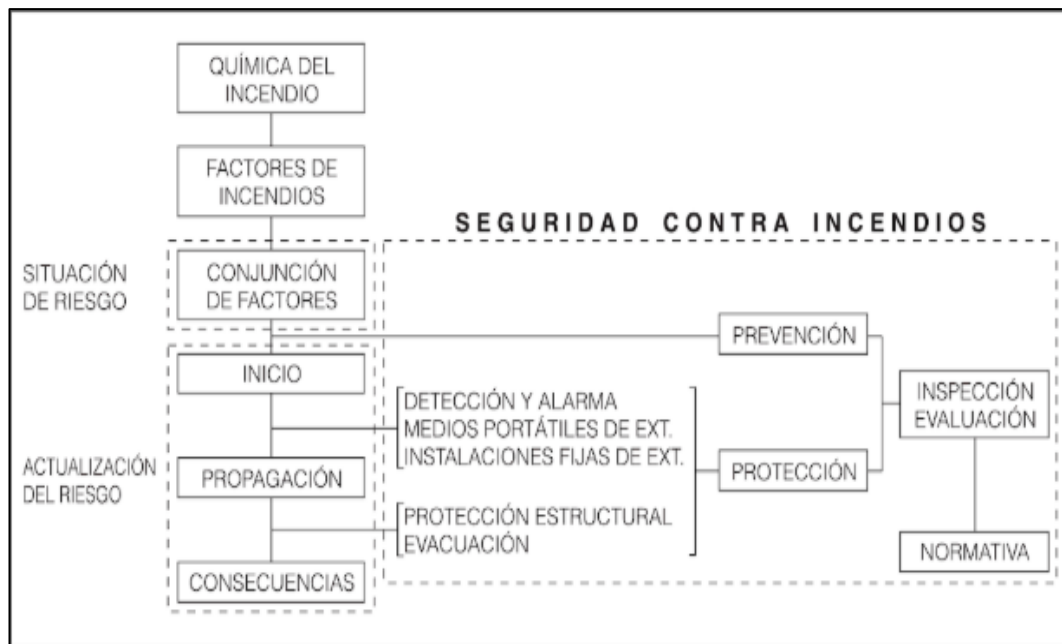 QUÍMICA DEL
INCENDIO
FACTORES DE
INCENDIOS
SEGURIDAD CONTRA INCENDIOS
SITUACIÓN
DE RIESGO
CONJUNCIÓN
DE FACTORES
PREVENCIÓN
INICIO
INSPECCIÓN
EVALUACIÓN
DETECCIÓN Y ALARMA
MEDIOS PORTÁTILES DE EXT.
INSTALACIONES FIJAS DE EXT.
ACTUALIZACIÓN
DEL RIESGO
PROPAGACIÓN
PROTECCIÓN
PROTECCIÓN ESTRUCTURAL
EVACUACIÓN
NORMATIVA
CONSECUENCIAS